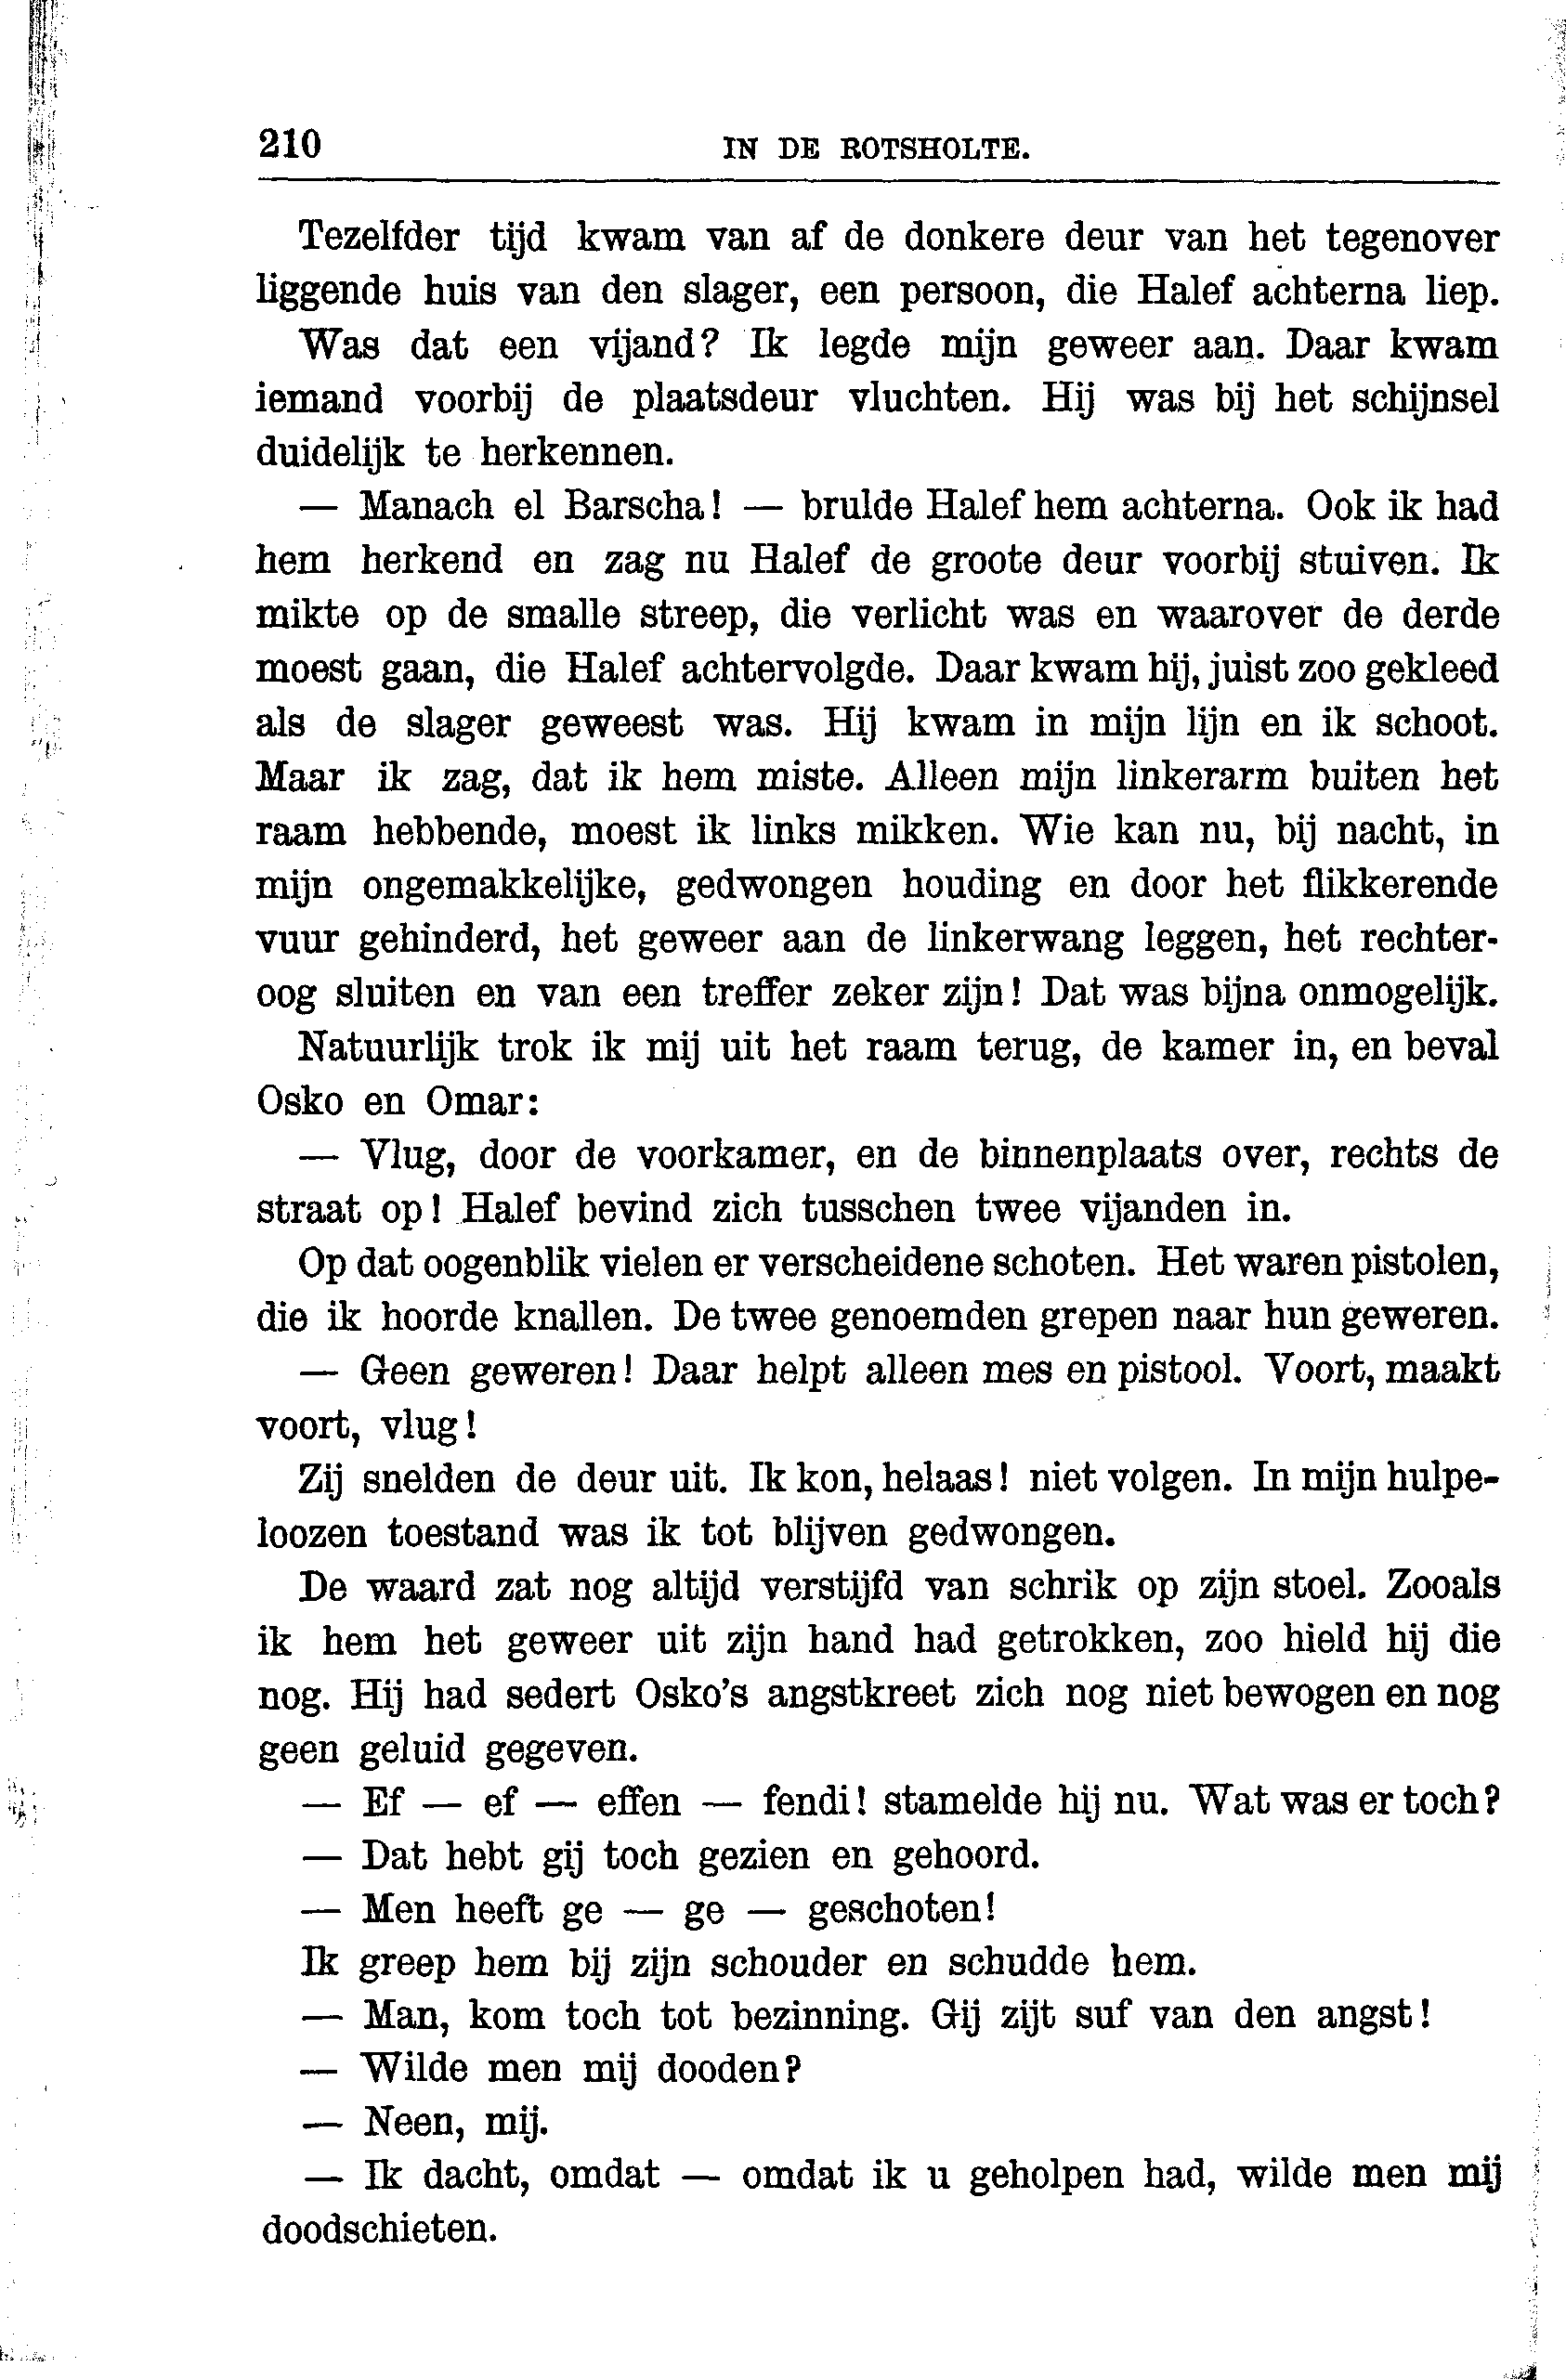 210 IN DE ROTSHOLTE.
Tezelfder tijd kwam van af de donkere deur van het tegenover
liggende huis van den slager, een persoon, die Halef achterna liep.
Was dat een vijand? Ik legde mijn geweer aan. Daar kwam
iemand voorbij de plaatsdeur vluchten. Hij was bij het schijnsel
duidelijk te herkennen.
— Manach el Barscha! — brulde Halef hem achterna. Ook ik had
hem herkend en zag nu Halef de groote deur voorbij stuiven. Ik
mikte op de smalle streep, die verlicht was en waarover de derde
moest gaan, die Halef achtervolgde. Daar kwam hij, juist zoo gekleed
als de slager geweest was. Hij kwam in mijn lijn en ik schoot.
Maar ik zag, dat ik hem miste. Alleen mijn linkerarm buiten het
raam hebbende, moest ik links mikken. Wie kan nu, bij nacht, in
mijn ongemakkelijke, gedwongen houding en door het flikkerende
vuur gehinderd, het geweer aan de linkerwang leggen, het rechter-
oog sluiten en van een treffer zeker zijn! Dat was bijna onmogelijk.
Natuurlijk trok ik mij uit het raam terug, de kamer in, en beval
Osko en Omar:
— Vlug, door de voorkamer, en de binnenplaats over, rechts de
straat op! Halef bevind zich tusschen twee vijanden in.
Op dat oogenblik vielen er verscheidene schoten. Het waren pistolen,
die ik hoorde knallen. De twee genoemden grepen naar hun geweren.
— Geen geweren! Daar helpt alleen mes en pistool. Voort, maakt
voort, vlug!
Zij snelden de deur uit. Ik kon, helaas! niet volgen. In mijn hulpe-
loozen toestand was ik tot blijven gedwongen.
De waard zat nog altijd verstijfd van schrik op zijn stoel. Zooals
ik hem het geweer uit zijn hand had getrokken, zoo hield hij die
nog. Hij had sedert Osko's angstkreet zich nog niet bewogen en nog
geen geluid gegeven.
— Ef — ef — effen — fendi! stamelde hij nu. Wat was er toch?
— Dat hebt gij toch gezien en gehoord.
— Men heeft ge — ge — geschoten!
Ik greep hem bij zijn schouder en schudde hem.
— Man, kom toch tot bezinning. Gij zijt suf van den angst!
— Wilde men mij dooden?
— Neen, mij.
— Ik dacht, omdat — omdat ik u geholpen had, wilde men mij
doodschieten.